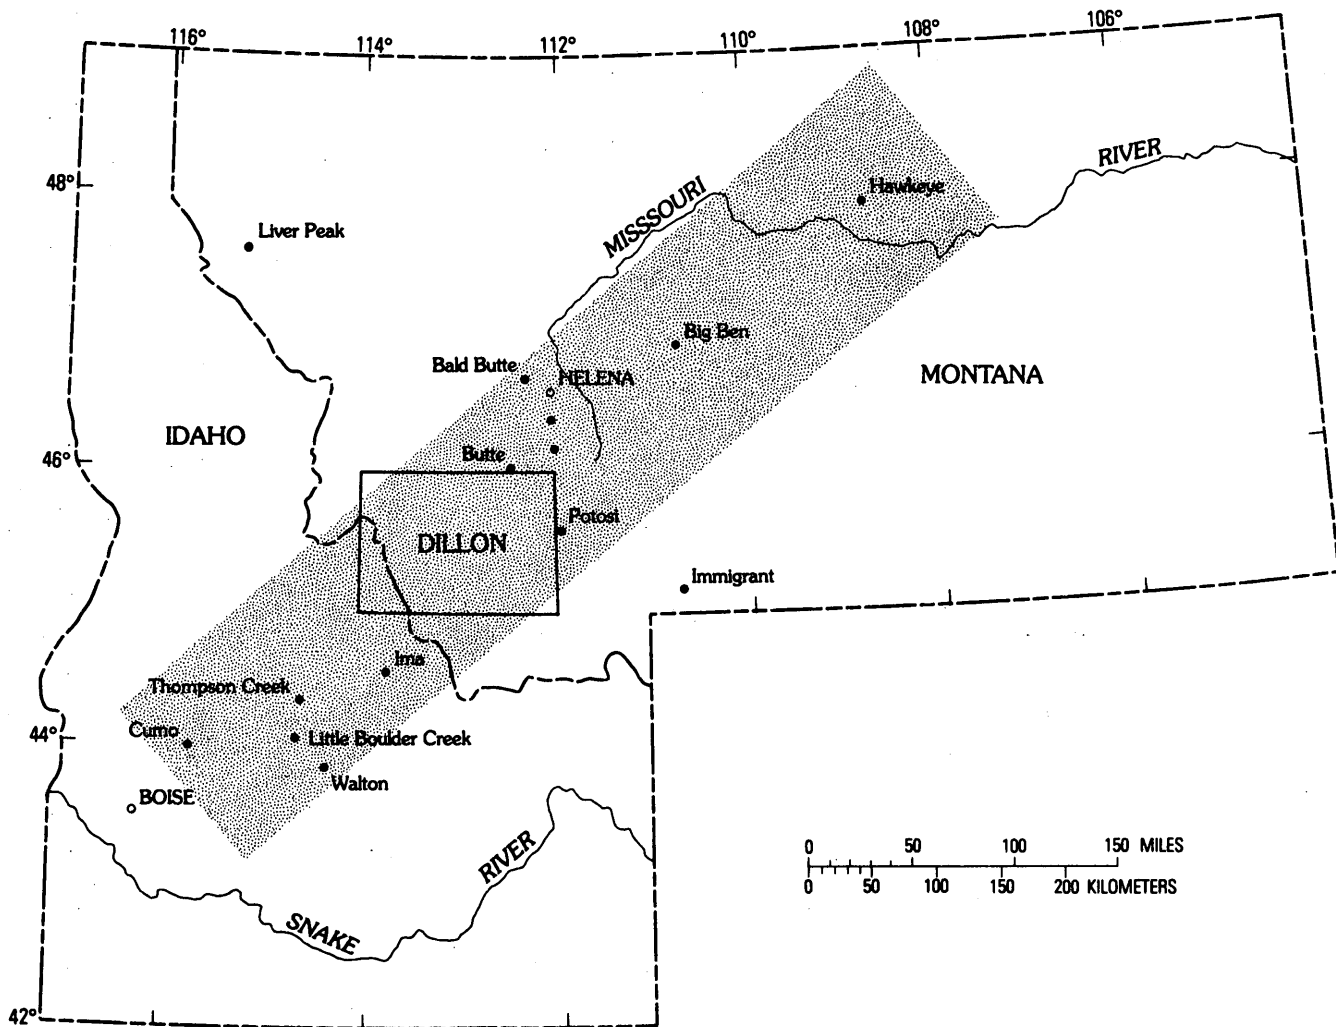 116°
114°
112°
110°
108°
106°
48°
Liver Peak
MISSSOURI
RIVER
Hawkeye
Big Ben
Bald Butte
HELENA
MONTANA
IDAHO
46°
Butte
DILLON
Potosi
Immigrant
Ima
Thompson Creek
44°
Cumo
Little Boulder Creek
Walton
BOISE
SNAKE
RIVER
0 50 100 150 MILES
0 50 100 150 200 KILOMETERS
42°